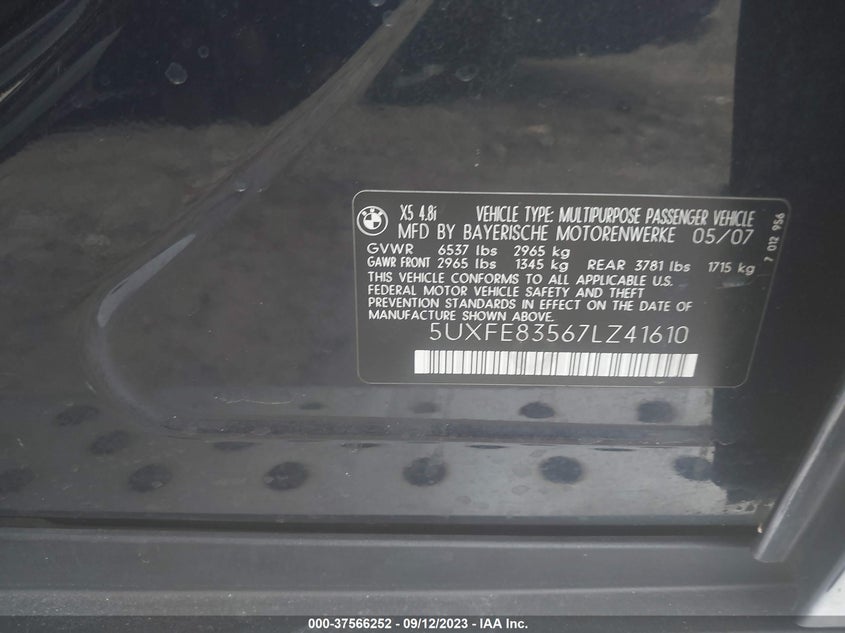 X5 4.8i VEHICLE TYPE: MULTIPURPOSE PASSENGER VEHICLE
MFD BY BAYERISCHE MOTORENWERKE 05/07
GVWR 6537 lbs 2965 kg
GAWR FRONT 2965 lbs 1345 kg REAR 3781 lbs 1715 kg
THIS VEHICLE CONFORMS TO ALL APPLICABLE U.S.
FEDERAL MOTOR VEHICLE SAFETY AND THEFT
PREVENTION STANDARDS IN EFFECT ON THE DATE OF
MANUFACTURE SHOWN ABOVE.
5UXFE83567LZ41610
7 012 956
000-37566252 - 09/12/2023 - IAA Inc.